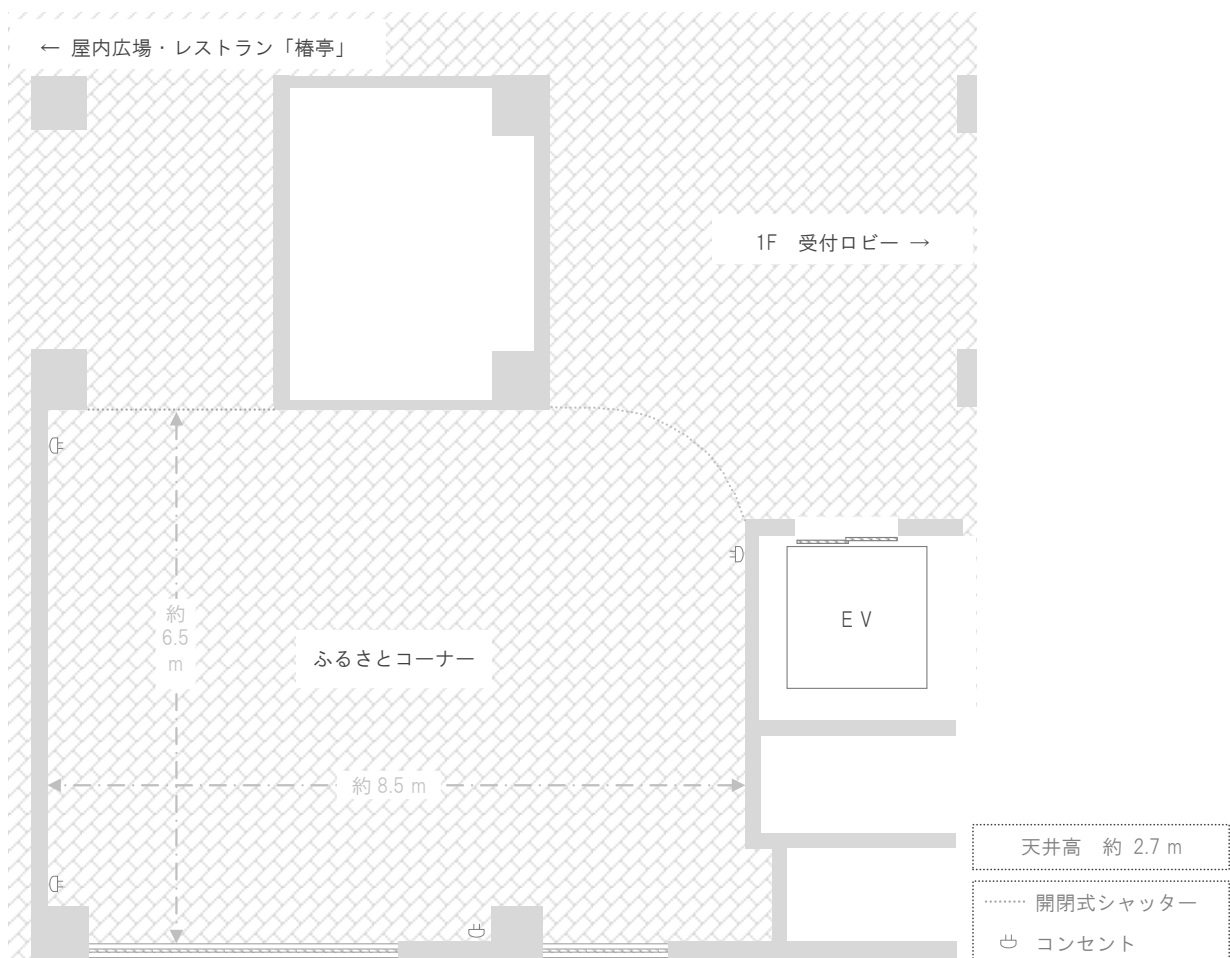 ← 屋内広場・レストラン「椿亭」
1F　受付ロビー →
約
6.5
m
ＥＶ
ふるさとコーナー
約 8.5 m
天井高　約 2.7 m
開閉式シャッター
コンセント